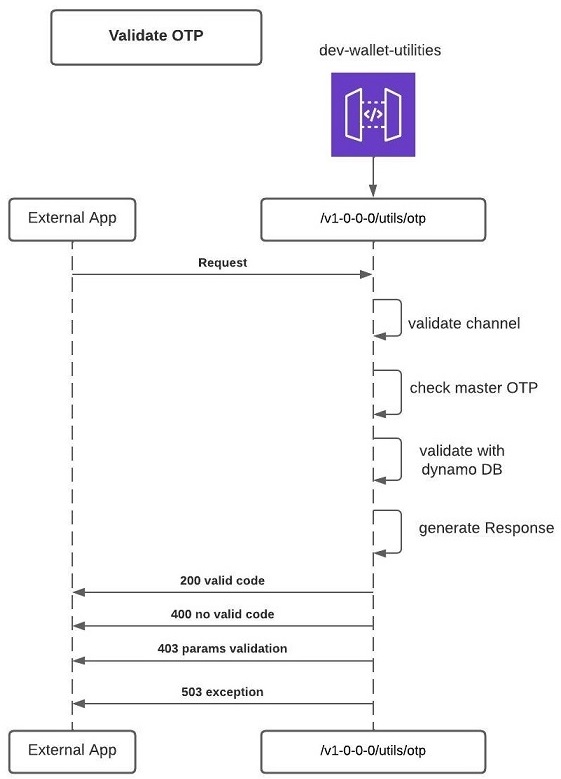 Validate OTP
dev-wallet-utilities
</>
External App
/v1-0-0-0/utils/otp
Request
validate channel
check master OTP
validate with
dynamo DB
generate Response
200 valid code
400 no valid code
403 params validation
503 exception
External App
/v1-0-0-0/utils/otp